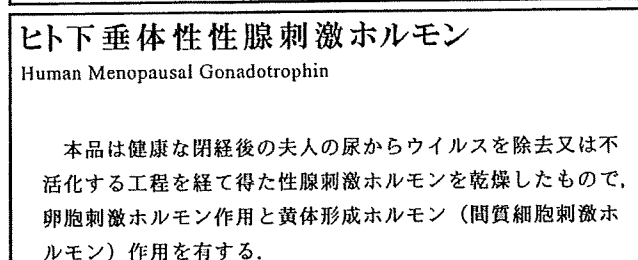 ヒト下垂体性性腺刺激ホルモン
Human Menopausal Gonadotrophin
本品は健康な閉経後の夫人の尿からウイルスを除去又は不
活化する工程を経て得た性腺刺激ホルモンを乾燥したもので，
卵胞刺激ホルモン作用と黄体形成ホルモン（間質細胞刺激ホ
ルモン）作用を有する．